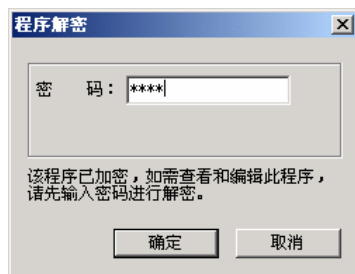 程序解密
密 码： ****
该程序已加密，如需查看和编辑此程序，
请先输入密码进行解密。
确定 取消